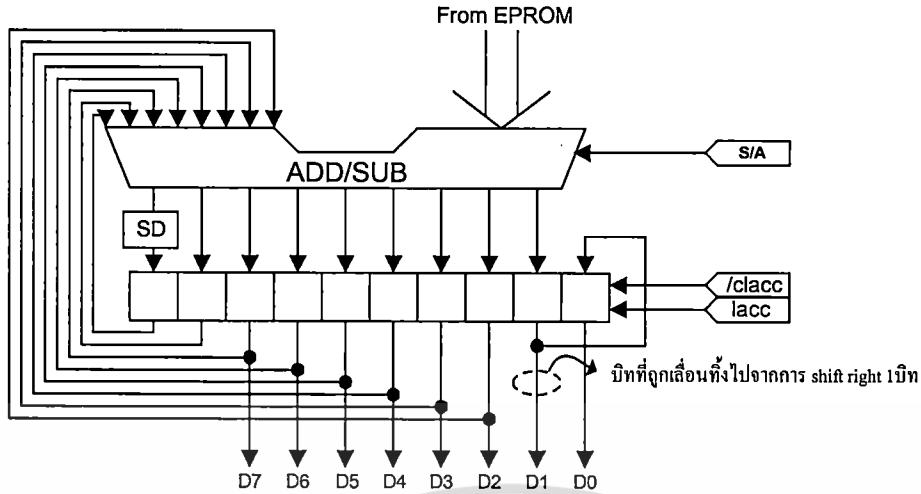 From EPROM
ADD/SUB
S/A
SD
/clacc
lacc
บิทที่ถูกเลื่อนทิ้งไปจากการ shift right 1บิท
D7 D6 D5 D4 D3 D2 D1 D0